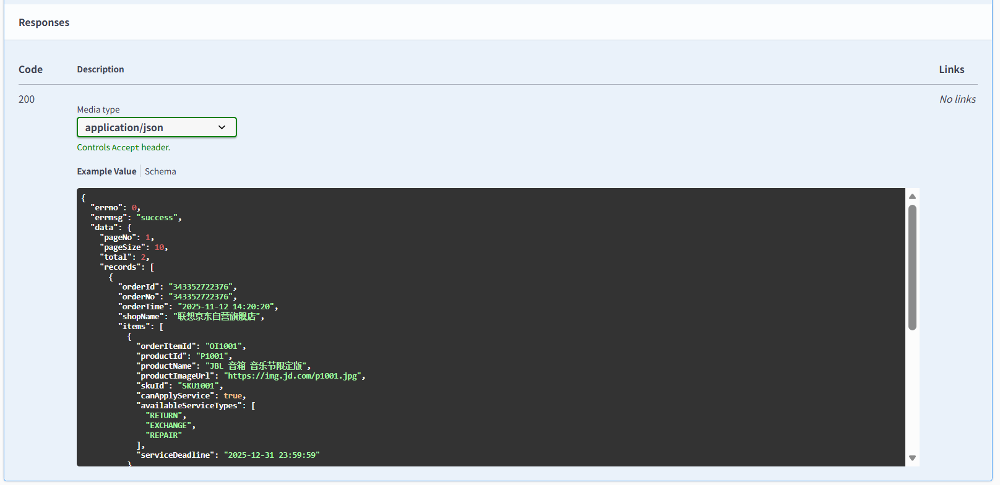 Responses
Code Description Links
200 No links
Media type
application/json
Controls Accept header.
Example Value Schema
{
"errno": 0,
"errmsg": "success",
"data": {
"pageNo": 1,
"pageSize": 10,
"total": 2,
"records": [
{
"orderId": "343352722376",
"orderNo": "343352722376",
"orderTime": "2025-11-12 14:20:20",
"shopName": "联想京东自营旗舰店",
"items": [
{
"orderItemId": "OI1001",
"productId": "P1001",
"productName": "JBL 音箱 音乐节限定版",
"productImageUrl": "https://img.jd.com/p1001.jpg",
"skuId": "SKU1001",
"canApplyService": true,
"availableServiceTypes": [
"RETURN",
"EXCHANGE",
"REPAIR"
],
"serviceDeadline": "2025-12-31 23:59:59"
}